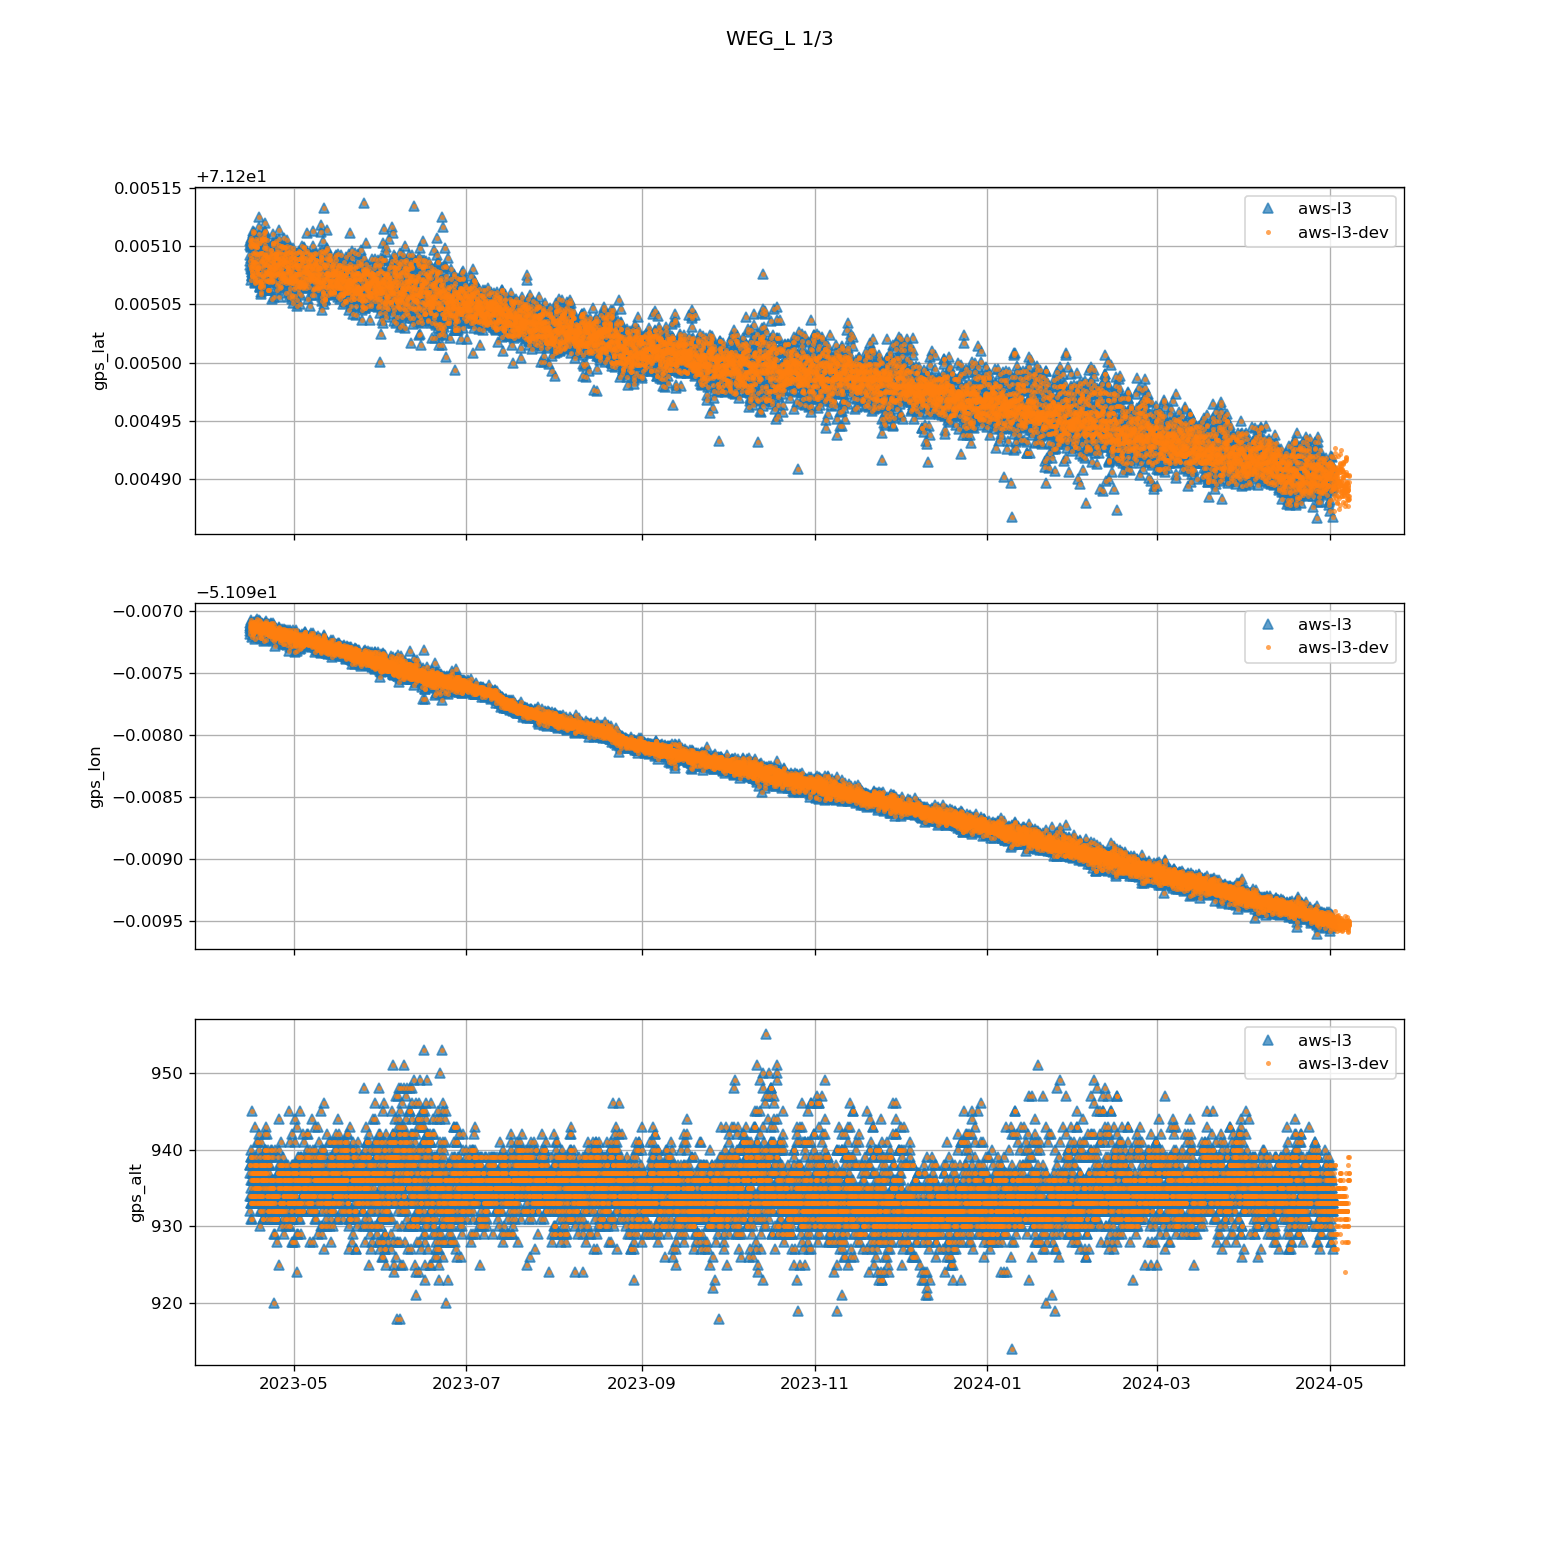 WEG_L 1/3
+7.12e1
0.00515
0.00510
0.00505
0.00500
0.00495
0.00490
gps_lat
aws-l3
aws-l3-dev
−5.109e1
−0.0070
−0.0075
−0.0080
−0.0085
−0.0090
−0.0095
gps_lon
aws-l3
aws-l3-dev
950
940
930
920
gps_alt
aws-l3
aws-l3-dev
2023-05
2023-07
2023-09
2023-11
2024-01
2024-03
2024-05